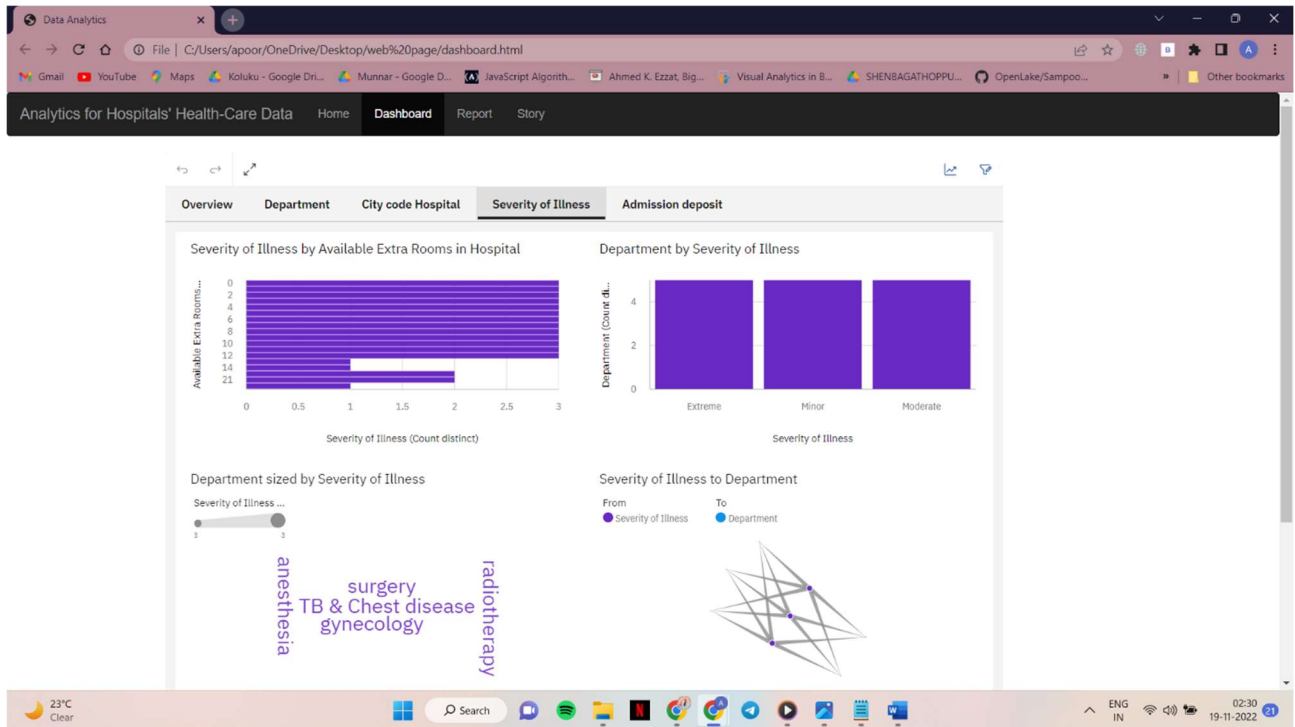 Data Analytics
File | C:/Users/apoor/OneDrive/Desktop/web%20page/dashboard.html
Gmail YouTube Maps Koluku - Google Dri... Munnar - Google D... JavaScript Algorith... Ahmed K. Ezzat, Big... Visual Analytics in B... SHENBAGATHOPPU... OpenLake/Sampoo... » Other bookmarks
Analytics for Hospitals' Health-Care Data Home Dashboard Report Story
Overview Department City code Hospital Severity of Illness Admission deposit
Severity of Illness by Available Extra Rooms in Hospital
Available Extra Rooms...
0
2
4
6
8
10
12
14
21
0 0.5 1 1.5 2 2.5 3
Severity of Illness (Count distinct)
Department by Severity of Illness
Department (Count di...
4
2
0
Extreme Minor Moderate
Severity of Illness
Department sized by Severity of Illness
Severity of Illness ...
3 3
anesthesia
surgery
TB & Chest disease
gynecology
radiotherapy
Severity of Illness to Department
From To
Severity of Illness Department
23°C
Clear
Search
ENG
IN
02:30
19-11-2022
21